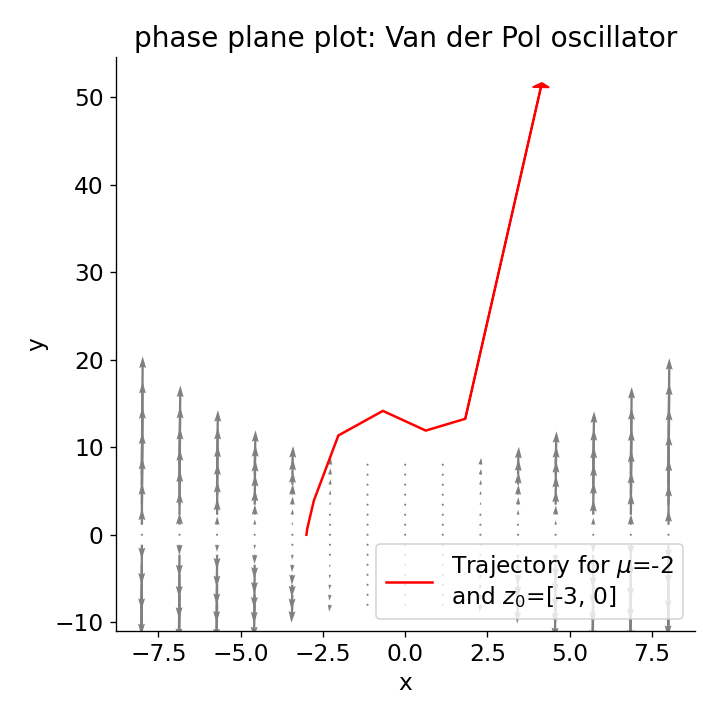 phase plane plot: Van der Pol oscillator
50
40
30
20
10
0
−10
y
−7.5 −5.0 −2.5 0.0 2.5 5.0 7.5
x
Trajectory for μ=-2
and z₀=[-3, 0]